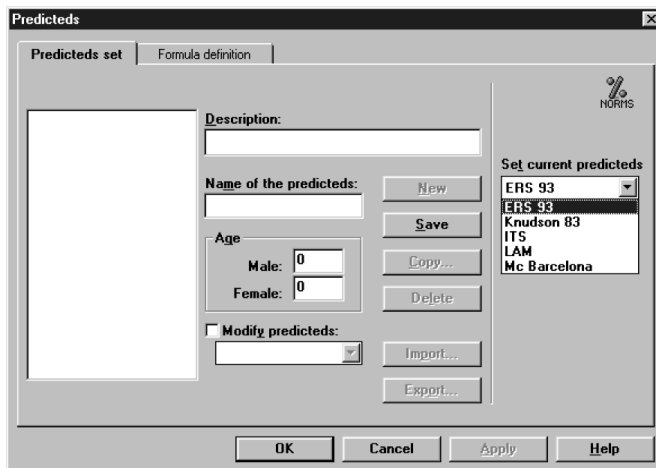 Predicteds
Predicteds set
Formula definition
NORMS
Description:
Set current predicteds
ERS 93
ERS 93
Knudson 83
ITS
LAM
Mc Barcelona
Name of the predicteds:
New
Save
Age
Male: 0
Female: 0
Copy...
Delete
Modify predicteds:
Import...
Export...
OK
Cancel
Apply
Help